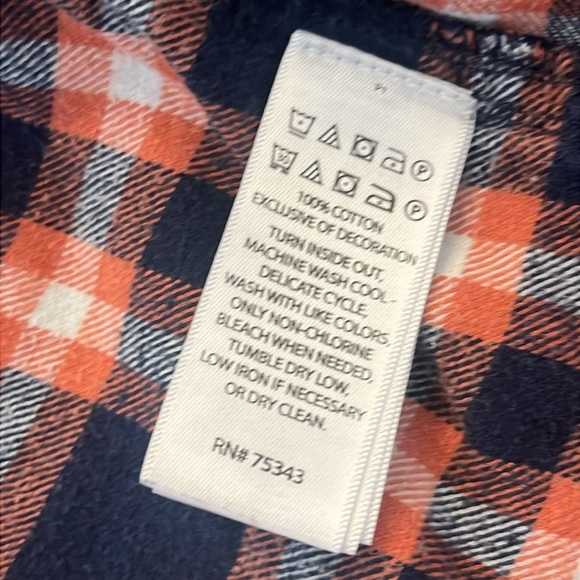 P
30 P
100% COTTON
EXCLUSIVE OF DECORATION
TURN INSIDE OUT,
MACHINE WASH COOL -
DELICATE CYCLE.
WASH WITH LIKE COLORS,
ONLY NON-CHLORINE
BLEACH WHEN NEEDED,
TUMBLE DRY LOW,
LOW IRON IF NECESSARY
OR DRY CLEAN.
RN# 75343